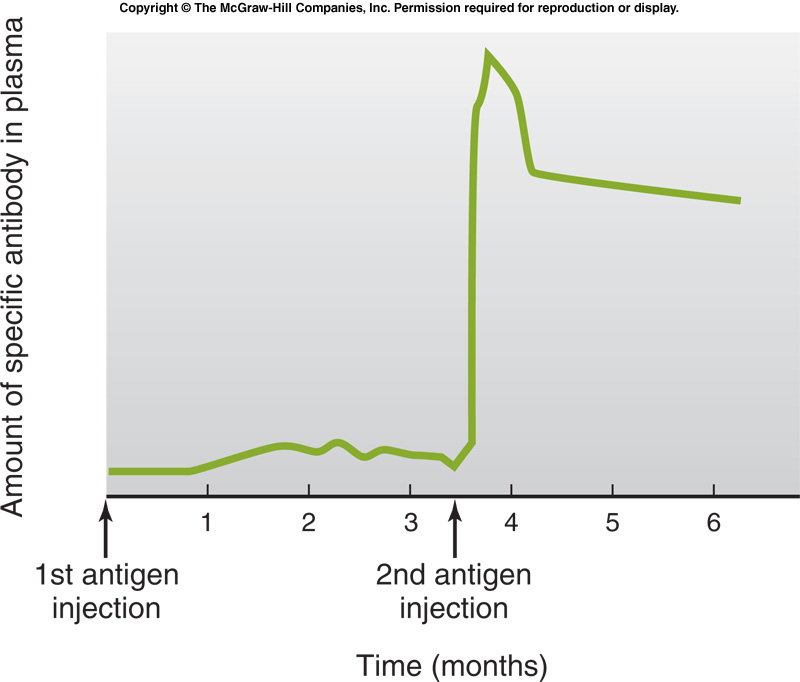 Copyright © The McGraw-Hill Companies, Inc. Permission required for reproduction or display.
Amount of specific antibody in plasma
1 2 3 4 5 6
1st antigen
injection
2nd antigen
injection
Time (months)